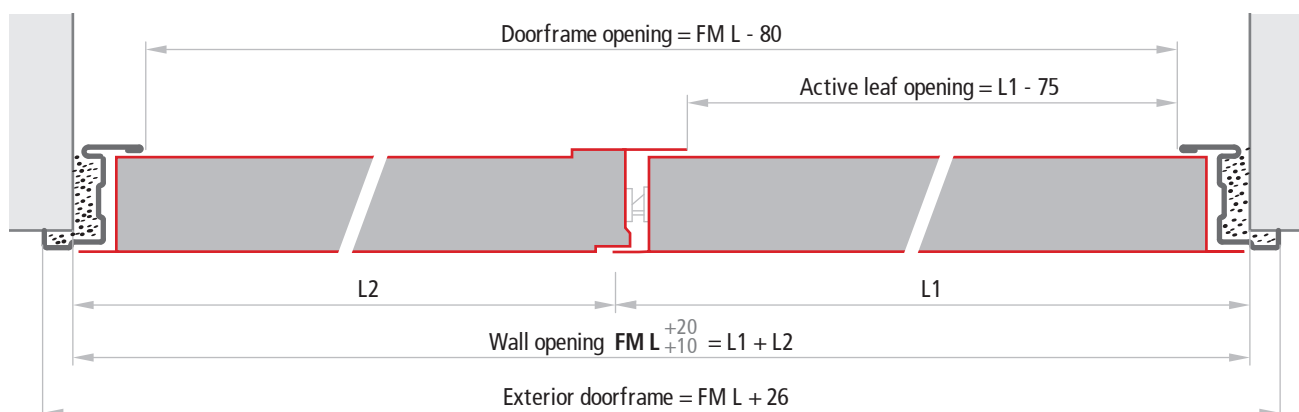 Doorframe opening = FM L - 80
Active leaf opening = L1 - 75
L2
L1
Wall opening FM L +20 +10 = L1 + L2
Exterior doorframe = FM L + 26